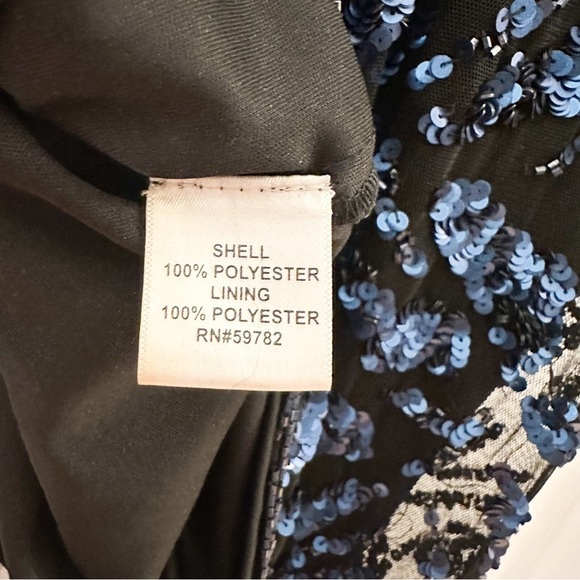 SHELL
100% POLYESTER
LINING
100% POLYESTER
RN#59782